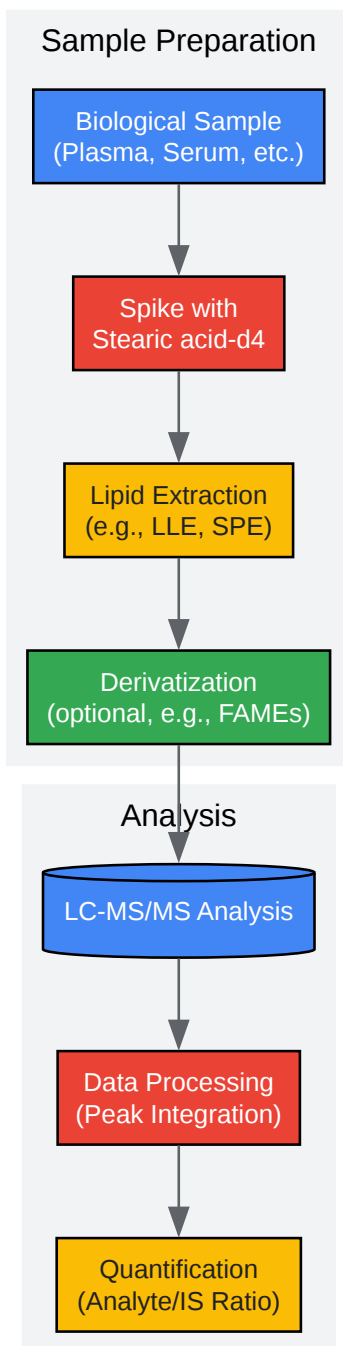 Sample Preparation
Biological Sample
(Plasma, Serum, etc.)
Spike with
Stearic acid-d4
Lipid Extraction
(e.g., LLE, SPE)
Derivatization
(optional, e.g., FAMEs)
Analysis
LC-MS/MS Analysis
Data Processing
(Peak Integration)
Quantification
(Analyte/IS Ratio)